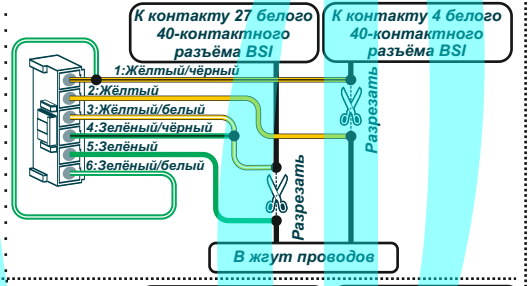 К контакту 27 белого
40-контактного
разъёма BSI
К контакту 4 белого
40-контактного
разъёма BSI
1:Жёлтый/чёрный
2:Жёлтый
3:Жёлтый/белый
4:Зелёный/чёрный
5:Зелёный
6:Зелёный/белый
Разрезать
Разрезать
В жгут проводов